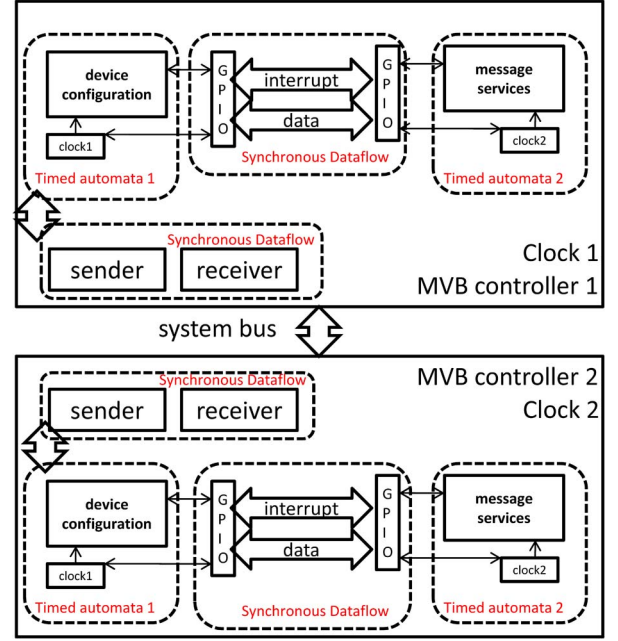 device
configuration
clock1
Timed automata 1
G
P
I
O
interrupt
data
G
P
I
O
Synchronous Dataflow
message
services
clock2
Timed automata 2
Synchronous Dataflow
sender
receiver
Clock 1
MVB controller 1
system bus
Synchronous Dataflow
sender
receiver
MVB controller 2
Clock 2
device
configuration
clock1
Timed automata 1
G
P
I
O
interrupt
data
G
P
I
O
Synchronous Dataflow
message
services
clock2
Timed automata 2